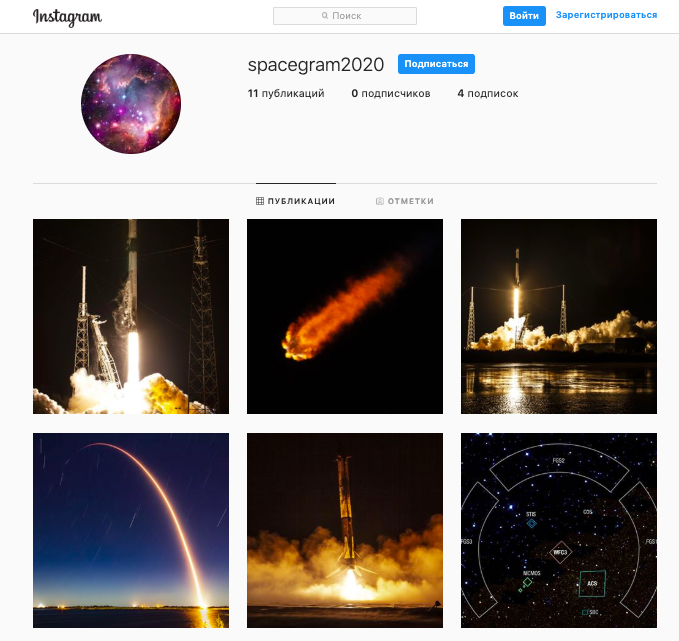 Instagram
Поиск
Войти
Зарегистрироваться
spacegram2020
Подписаться
11 публикаций 0 подписчиков 4 подписок
ПУБЛИКАЦИИ
ОТМЕТКИ
FGS2
STIS
COS
FGS3
WFC3
FGS1
MCMOS
ACS
SBC